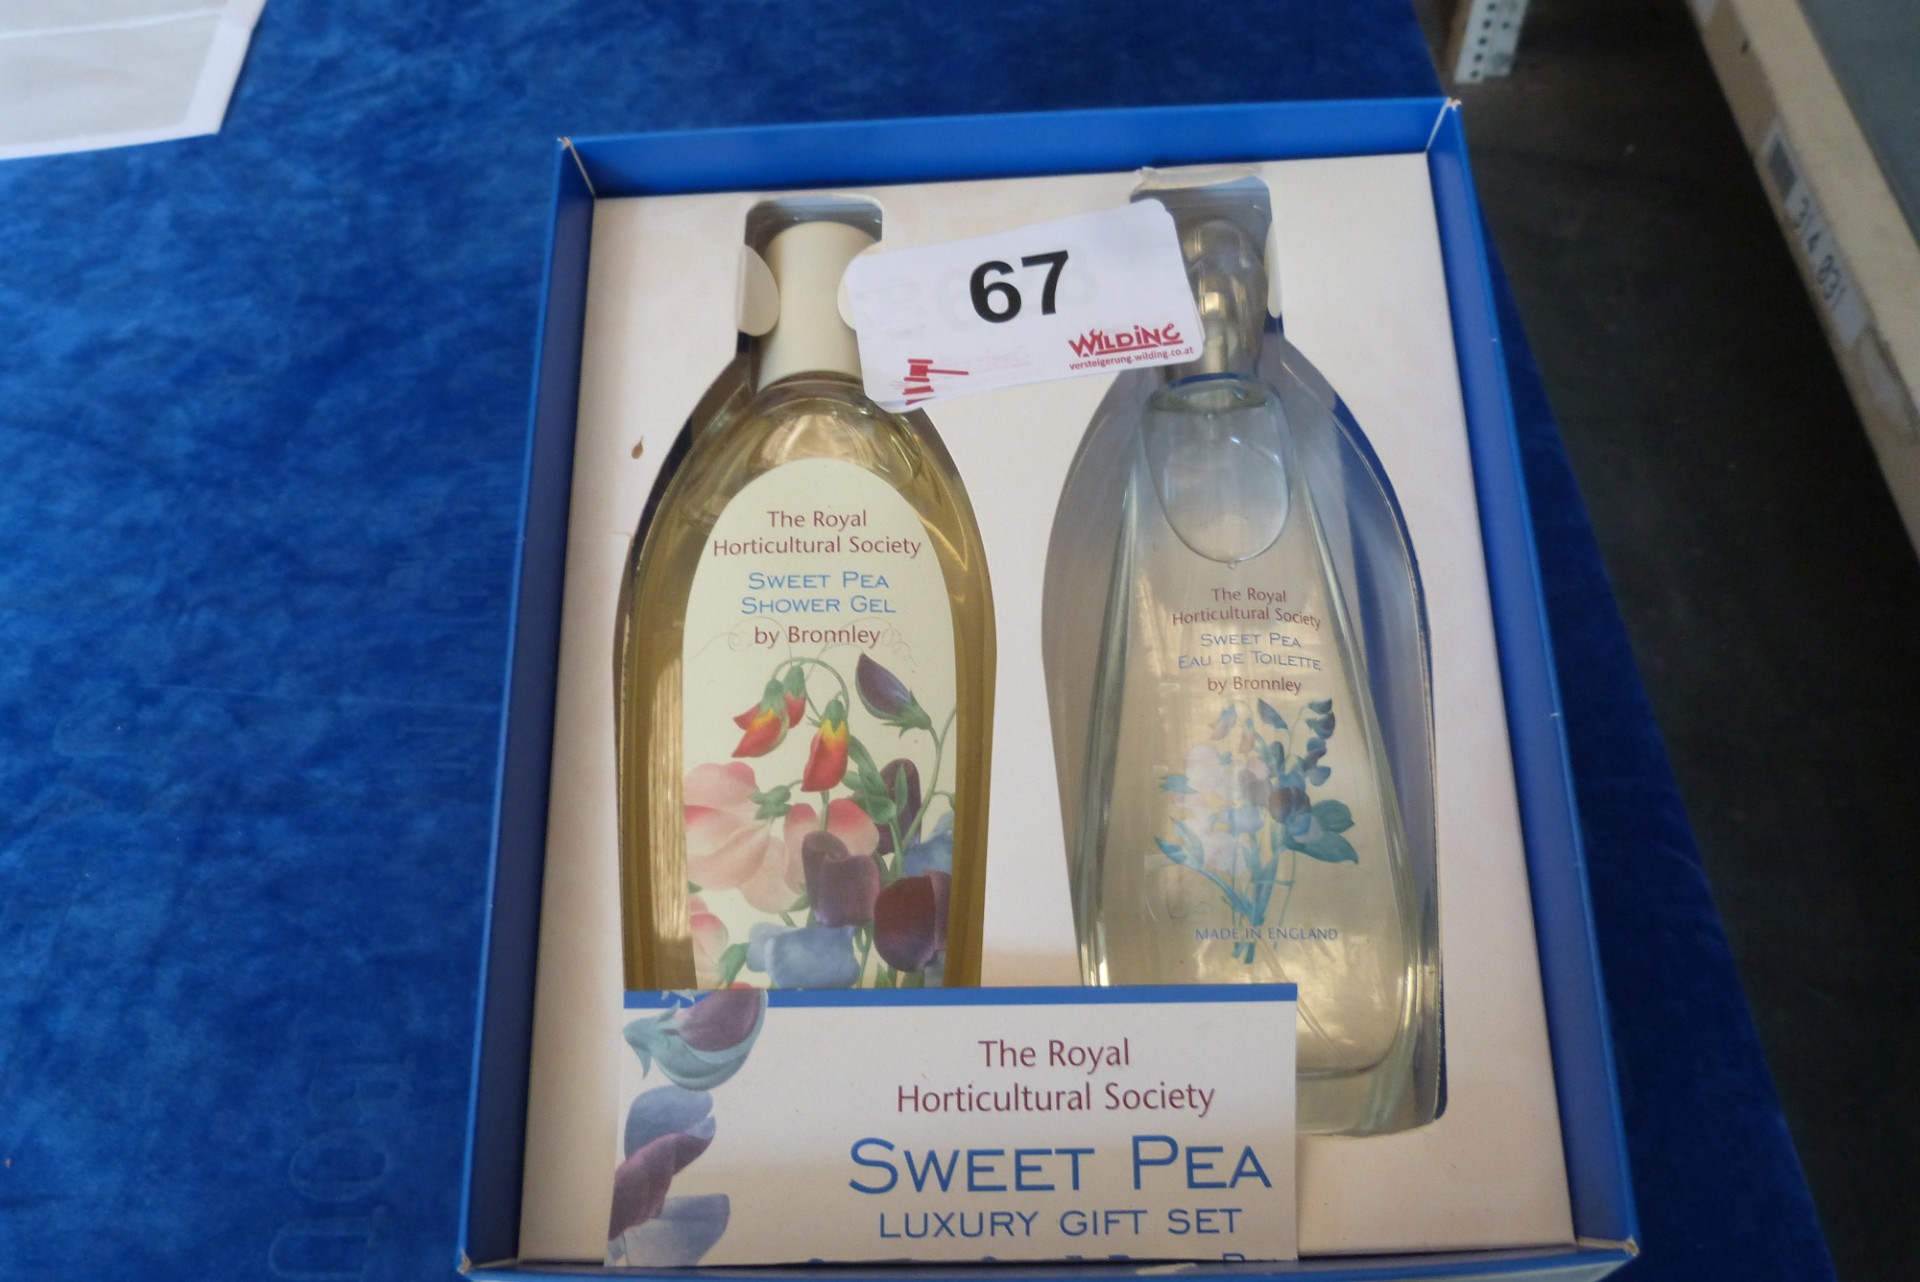 67
WILDING
versteigerung.wilding.co.at
The Royal
Horticultural Society
SWEET PEA
SHOWER GEL
by Bronnley
The Royal
Horticultural Society
SWEET PEA
EAU DE TOILETTE
by Bronnley
MADE IN ENGLAND
The Royal
Horticultural Society
SWEET PEA
LUXURY GIFT SET
314 831